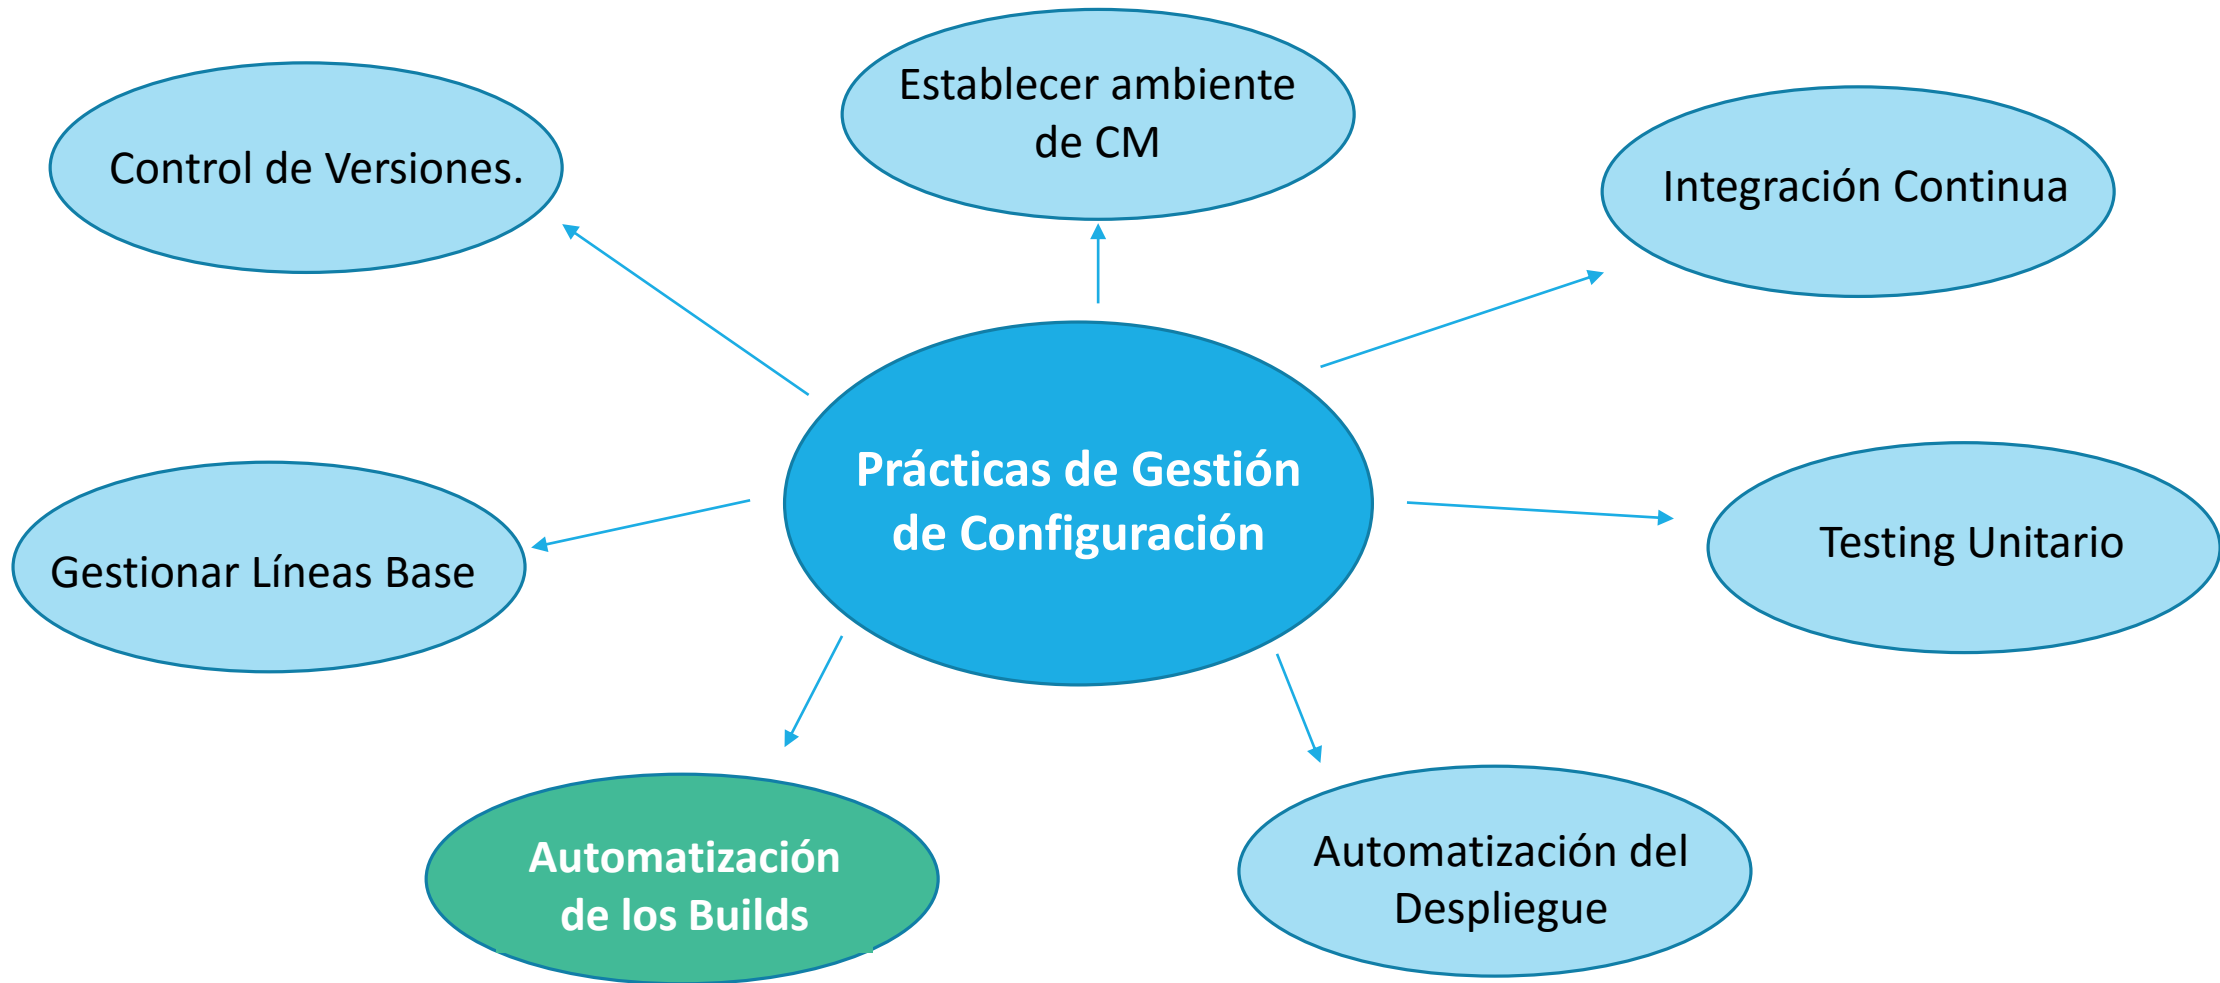 Establecer ambiente
de CM
Control de Versiones.
Integración Continua
Prácticas de Gestión
de Configuración
Gestionar Líneas Base
Testing Unitario
Automatización
de los Builds
Automatización del
Despliegue